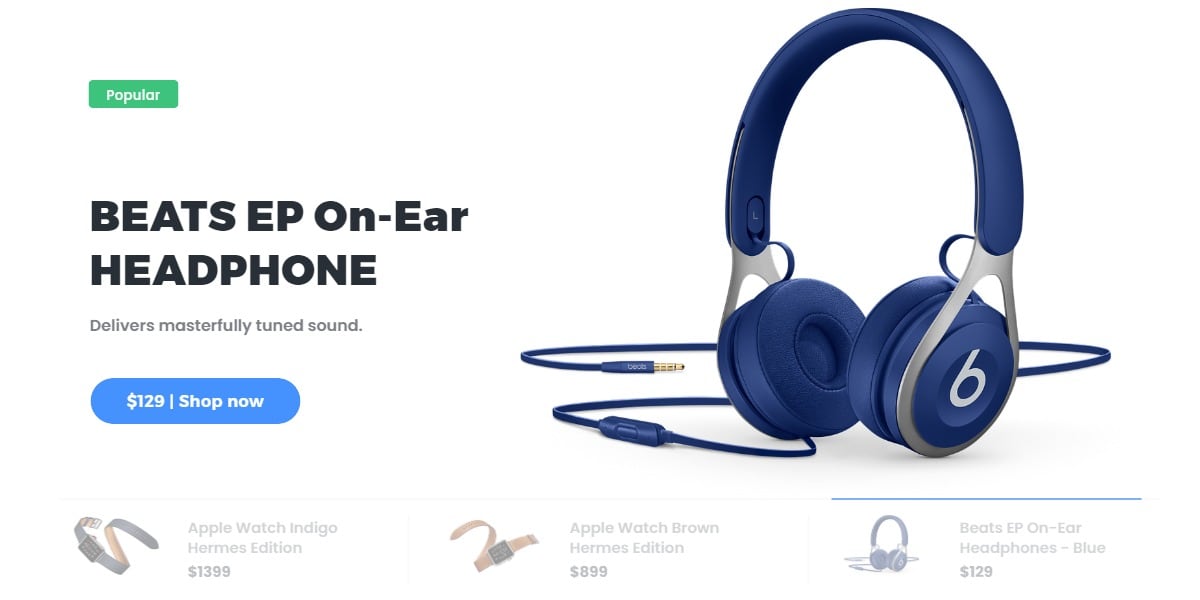 Popular
BEATS EP On-Ear
HEADPHONE
Delivers masterfully tuned sound.
$129 | Shop now
L
beats
b
Apple Watch Indigo
Hermes Edition
$1399
Apple Watch Brown
Hermes Edition
$899
Beats EP On-Ear
Headphones - Blue
$129